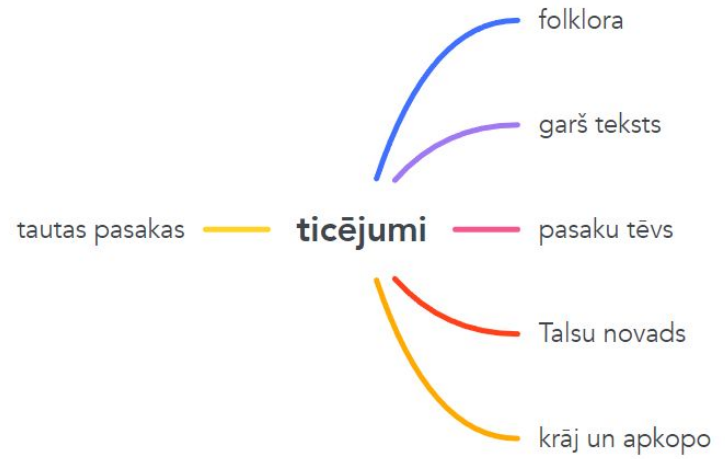 folklora
garš teksts
tautas pasakas
ticējumi
pasaku tēvs
Talsu novads
krāj un apkopo